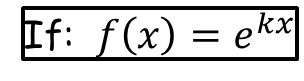 If: f(x) = e^{kx}